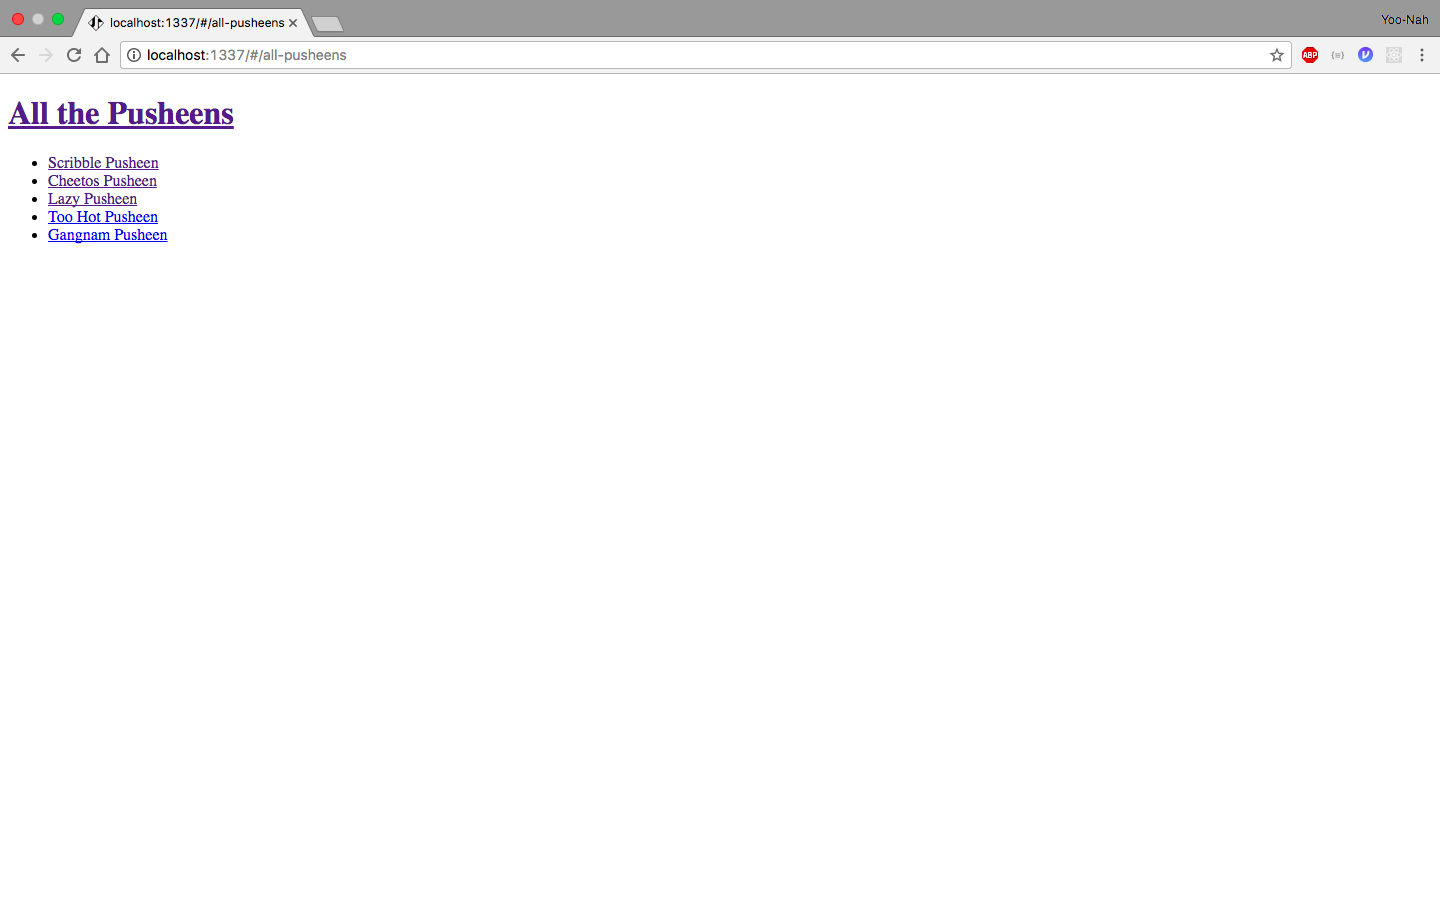 localhost:1337/#/all-pusheens
Yoo-Nah
localhost:1337/#/all-pusheens
ABP
All the Pusheens
Scribble Pusheen
Cheetos Pusheen
Lazy Pusheen
Too Hot Pusheen
Gangnam Pusheen